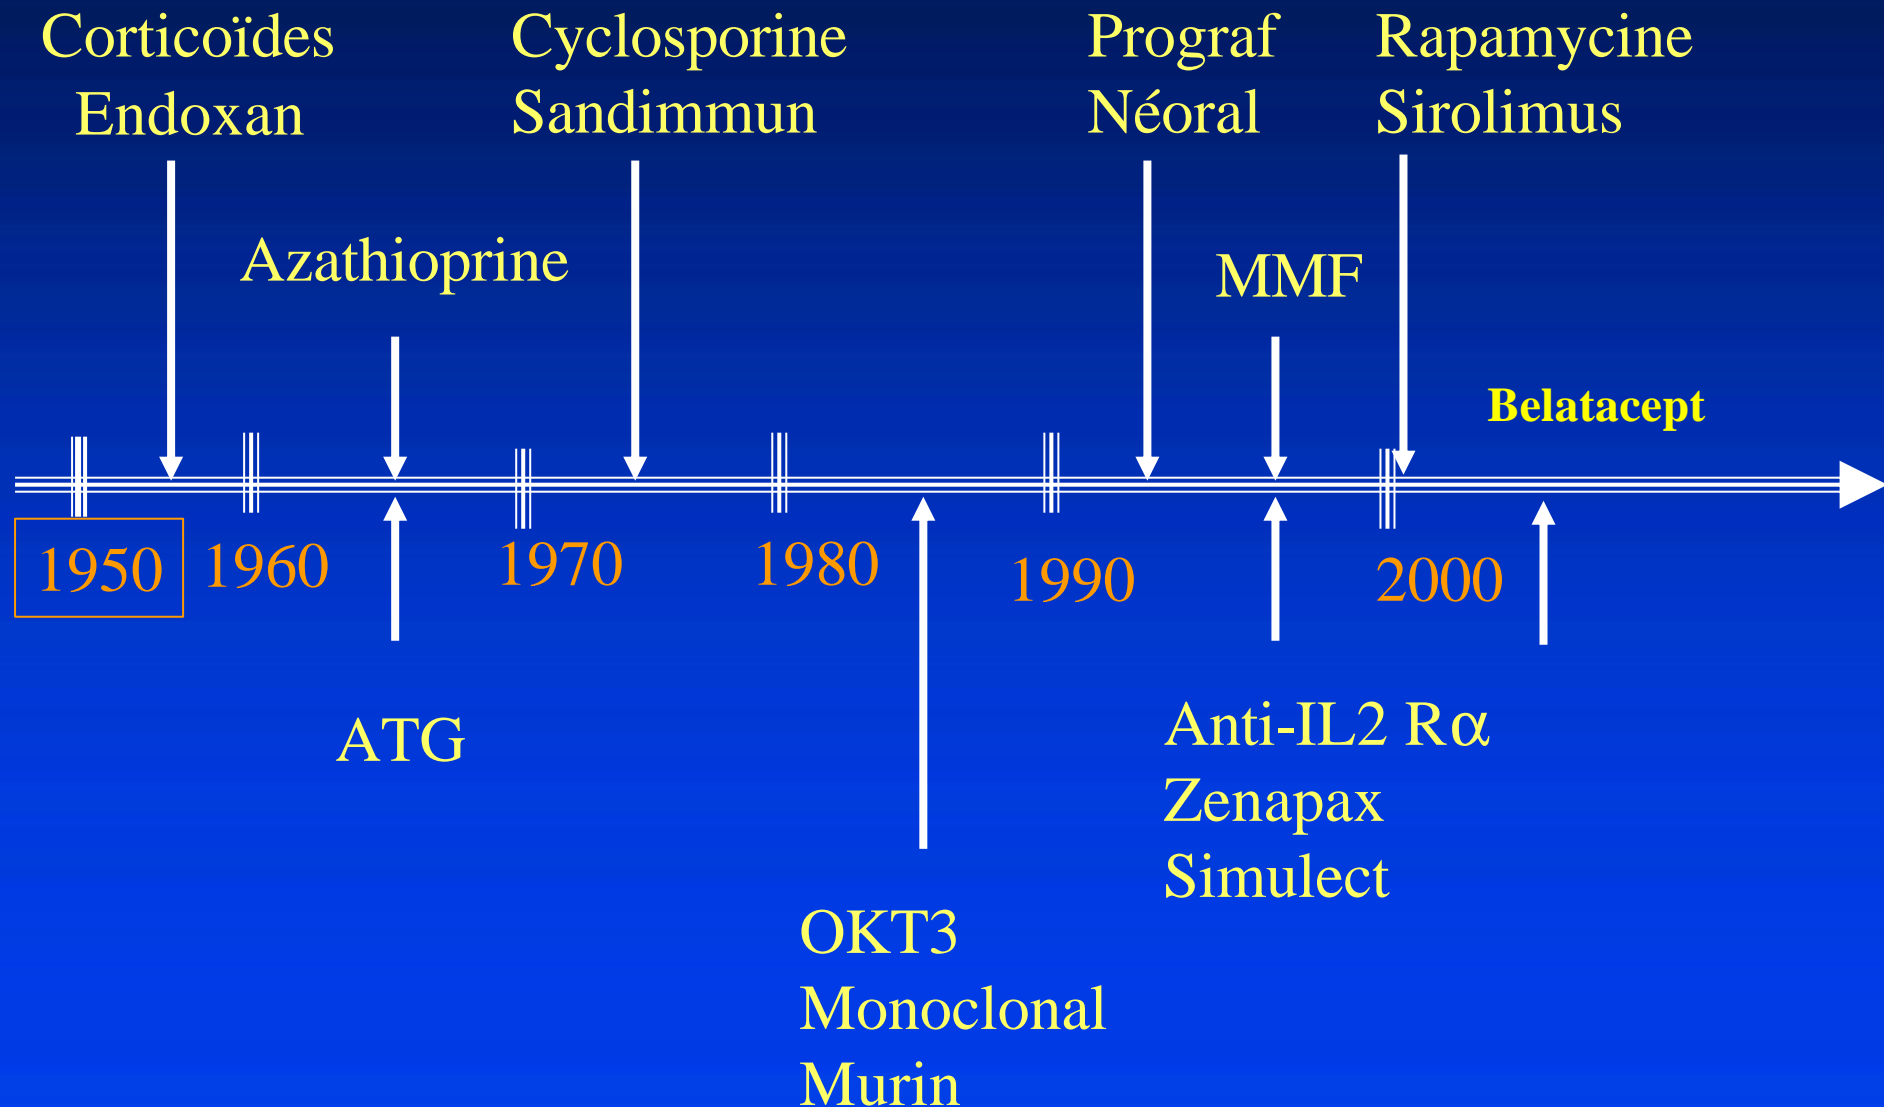 Corticoïdes
Endoxan
Cyclosporine
Sandimmun
Prograf
Néoral
Rapamycine
Sirolimus
Azathioprine
MMF
Belatacept
1950
1960
1970
1980
1990
2000
ATG
Anti-IL2 Rα
Zenapax
Simulect
OKT3
Monoclonal
Murin